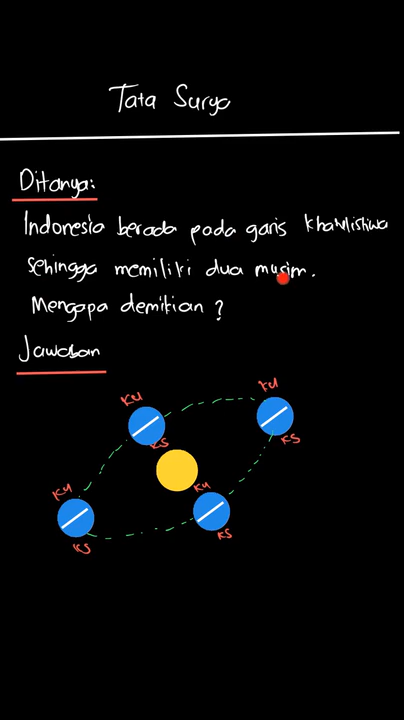 Tata Surya
Ditanya:
Indonesia berada pada garis khatulistiwa
sehingga memiliki dua musim.
Mengapa demikian ?
Jawaban
KU
KU
KS
KS
KU
KU
KS
KS